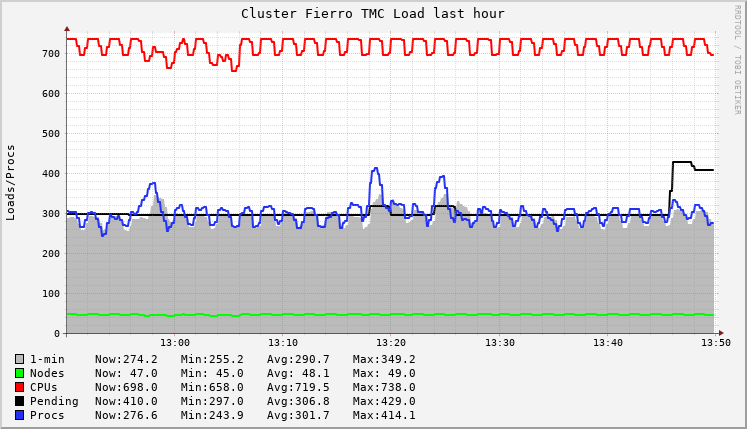 Cluster Fierro TMC Load last hour
RRDTOOL / TOBI OETIKER
Loads/Procs
700
600
500
400
300
200
100
0
13:00 13:10 13:20 13:30 13:40 13:50
1-min Now:274.2 Min:255.2 Avg:290.7 Max:349.2
Nodes Now: 47.0 Min: 45.0 Avg: 48.1 Max: 49.0
CPUs Now:698.0 Min:658.0 Avg:719.5 Max:738.0
Pending Now:410.0 Min:297.0 Avg:306.8 Max:429.0
Procs Now:276.6 Min:243.9 Avg:301.7 Max:414.1